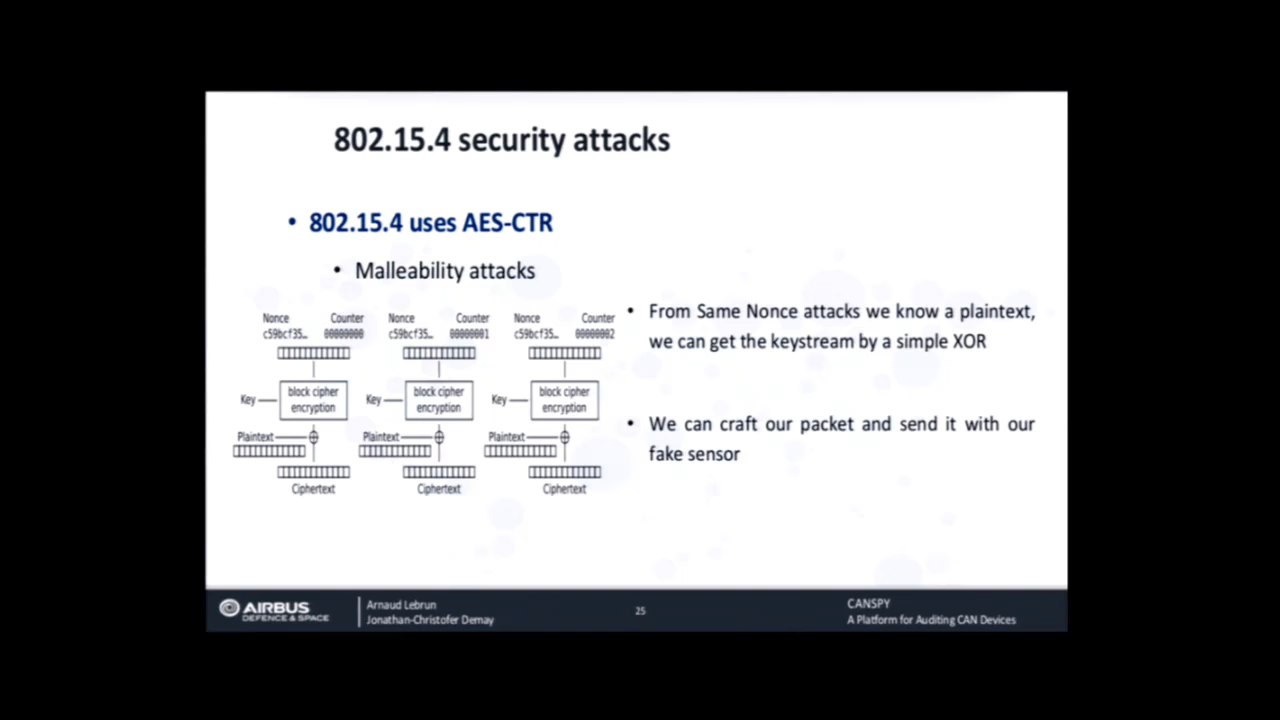 802.15.4 security attacks
• 802.15.4 uses AES-CTR
• Malleability attacks
Nonce Counter Nonce Counter Nonce Counter
c59bcf35… 00000000 c59bcf35… 00000001 c59bcf35… 00000002
Key block cipher encryption Key block cipher encryption Key block cipher encryption
Plaintext Plaintext Plaintext
Ciphertext Ciphertext Ciphertext
• From Same Nonce attacks we know a plaintext,
we can get the keystream by a simple XOR
• We can craft our packet and send it with our
fake sensor
AIRBUS
DEFENCE & SPACE
Arnaud Lebrun
Jonathan-Christofer Demay
25
CANSPY
A Platform for Auditing CAN Devices